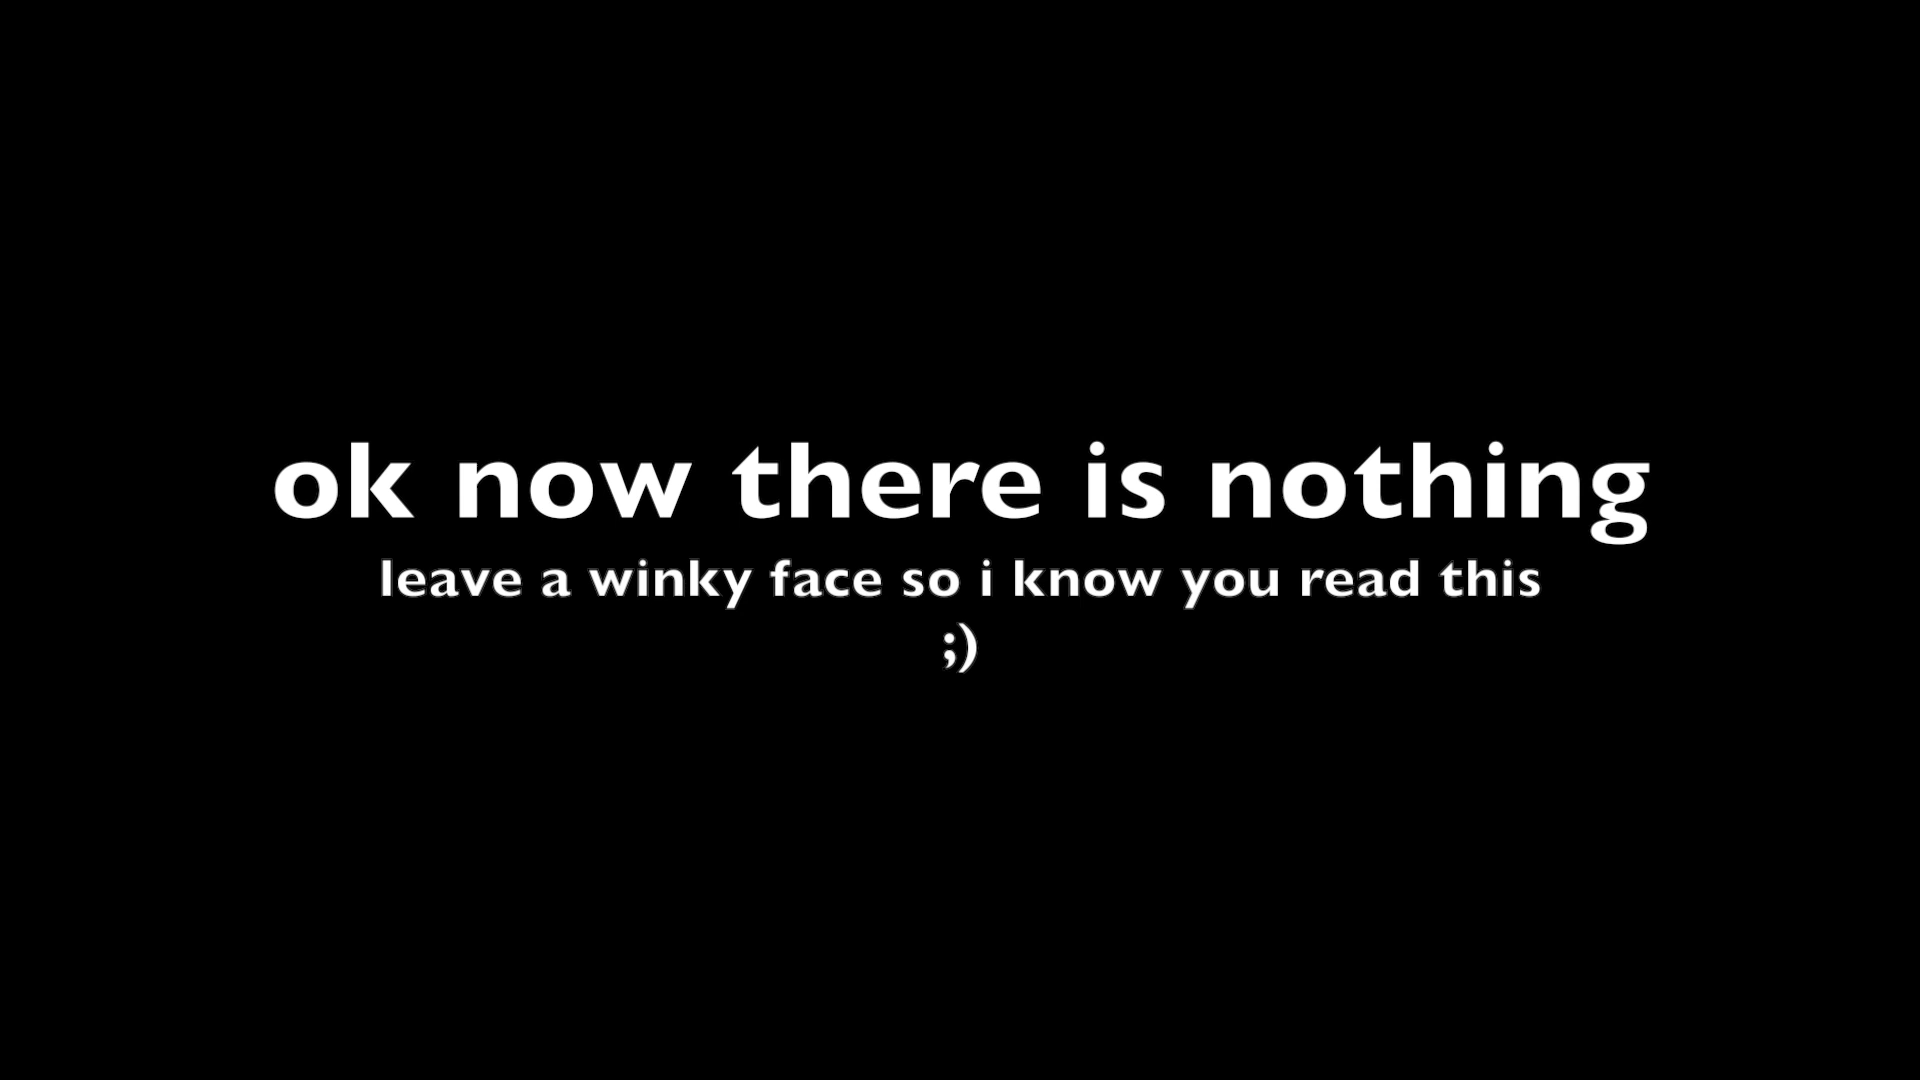 ok now there is nothing
leave a winky face so i know you read this
;)